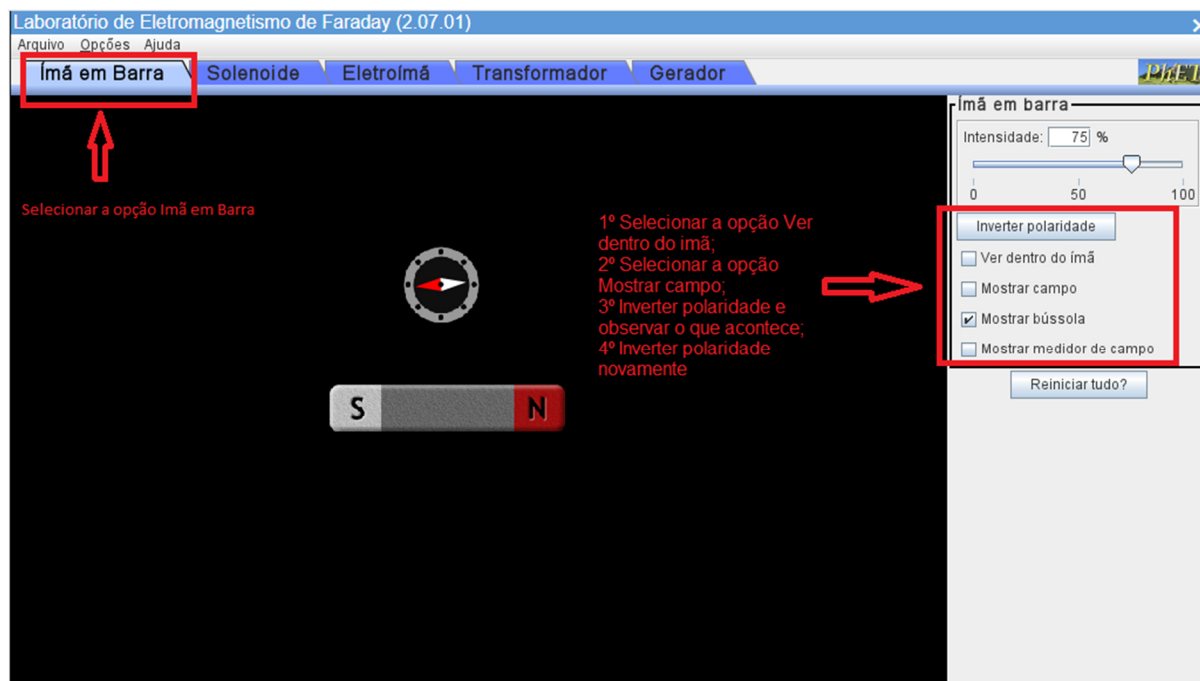 Laboratório de Eletromagnetismo de Faraday (2.07.01)
Arquivo Opções Ajuda
Ímã em Barra Solenoide Eletroímã Transformador Gerador
PhET
Ímã em barra
Intensidade: 75 %
0 50 100
Selecionar a opção Imã em Barra
1º Selecionar a opção Ver
dentro do imã;
2º Selecionar a opção
Mostrar campo;
3º Inverter polaridade e
observar o que acontece;
4º Inverter polaridade
novamente
Inverter polaridade
Ver dentro do ímã
Mostrar campo
Mostrar bússola
Mostrar medidor de campo
Reiniciar tudo?
S N